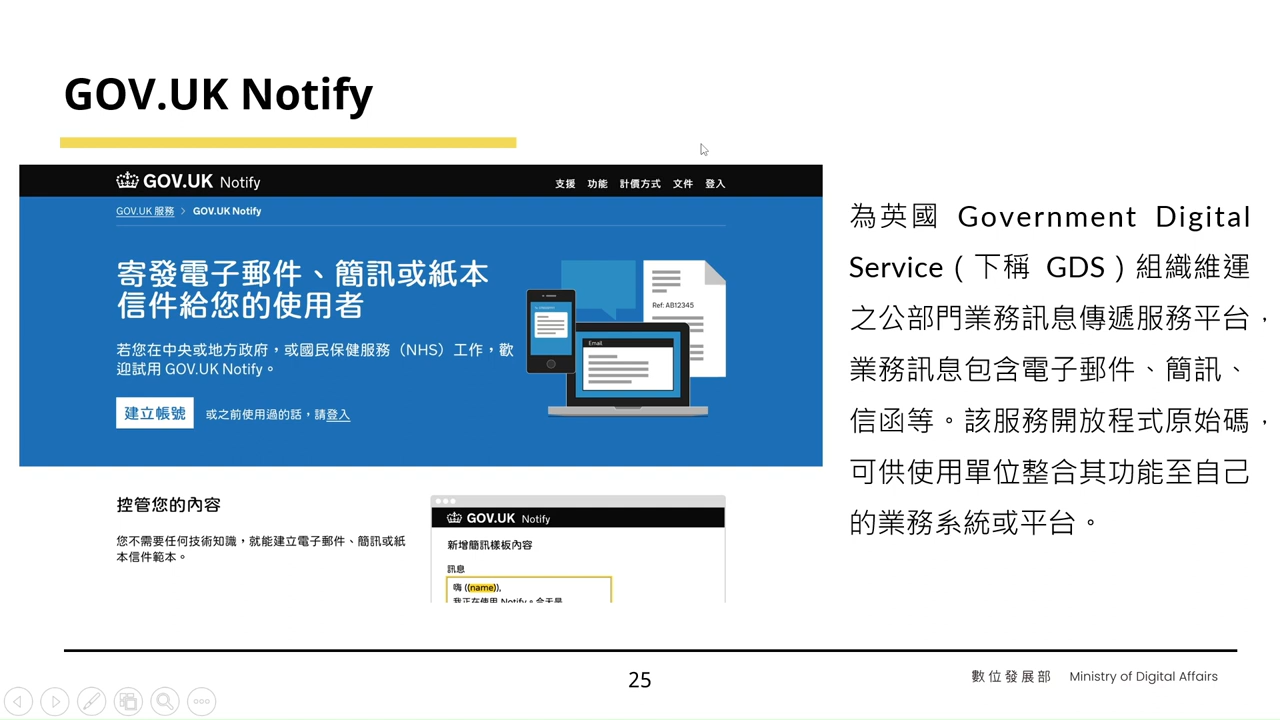 GOV.UK Notify
GOV.UK Notify
支援 功能 計價方式 文件 登入
GOV.UK 服務 > GOV.UK Notify
寄發電子郵件、簡訊或紙本
信件給您的使用者
若您在中央或地方政府，或國民保健服務（NHS）工作，歡
迎試用 GOV.UK Notify。
建立帳號 或之前使用過的話，請登入
Ref: AB12345
Email
控管您的內容
您不需要任何技術知識，就能建立電子郵件、簡訊或紙
本信件範本。
GOV.UK Notify
新增簡訊樣板內容
訊息
嗨 ((name)),
我正在使用 Notify。今天是
為英國 Government Digital
Service（下稱 GDS）組織維運
之公部門業務訊息傳遞服務平台，
業務訊息包含電子郵件、簡訊、
信函等。該服務開放程式原始碼，
可供使用單位整合其功能至自己
的業務系統或平台。
25
數位發展部 Ministry of Digital Affairs